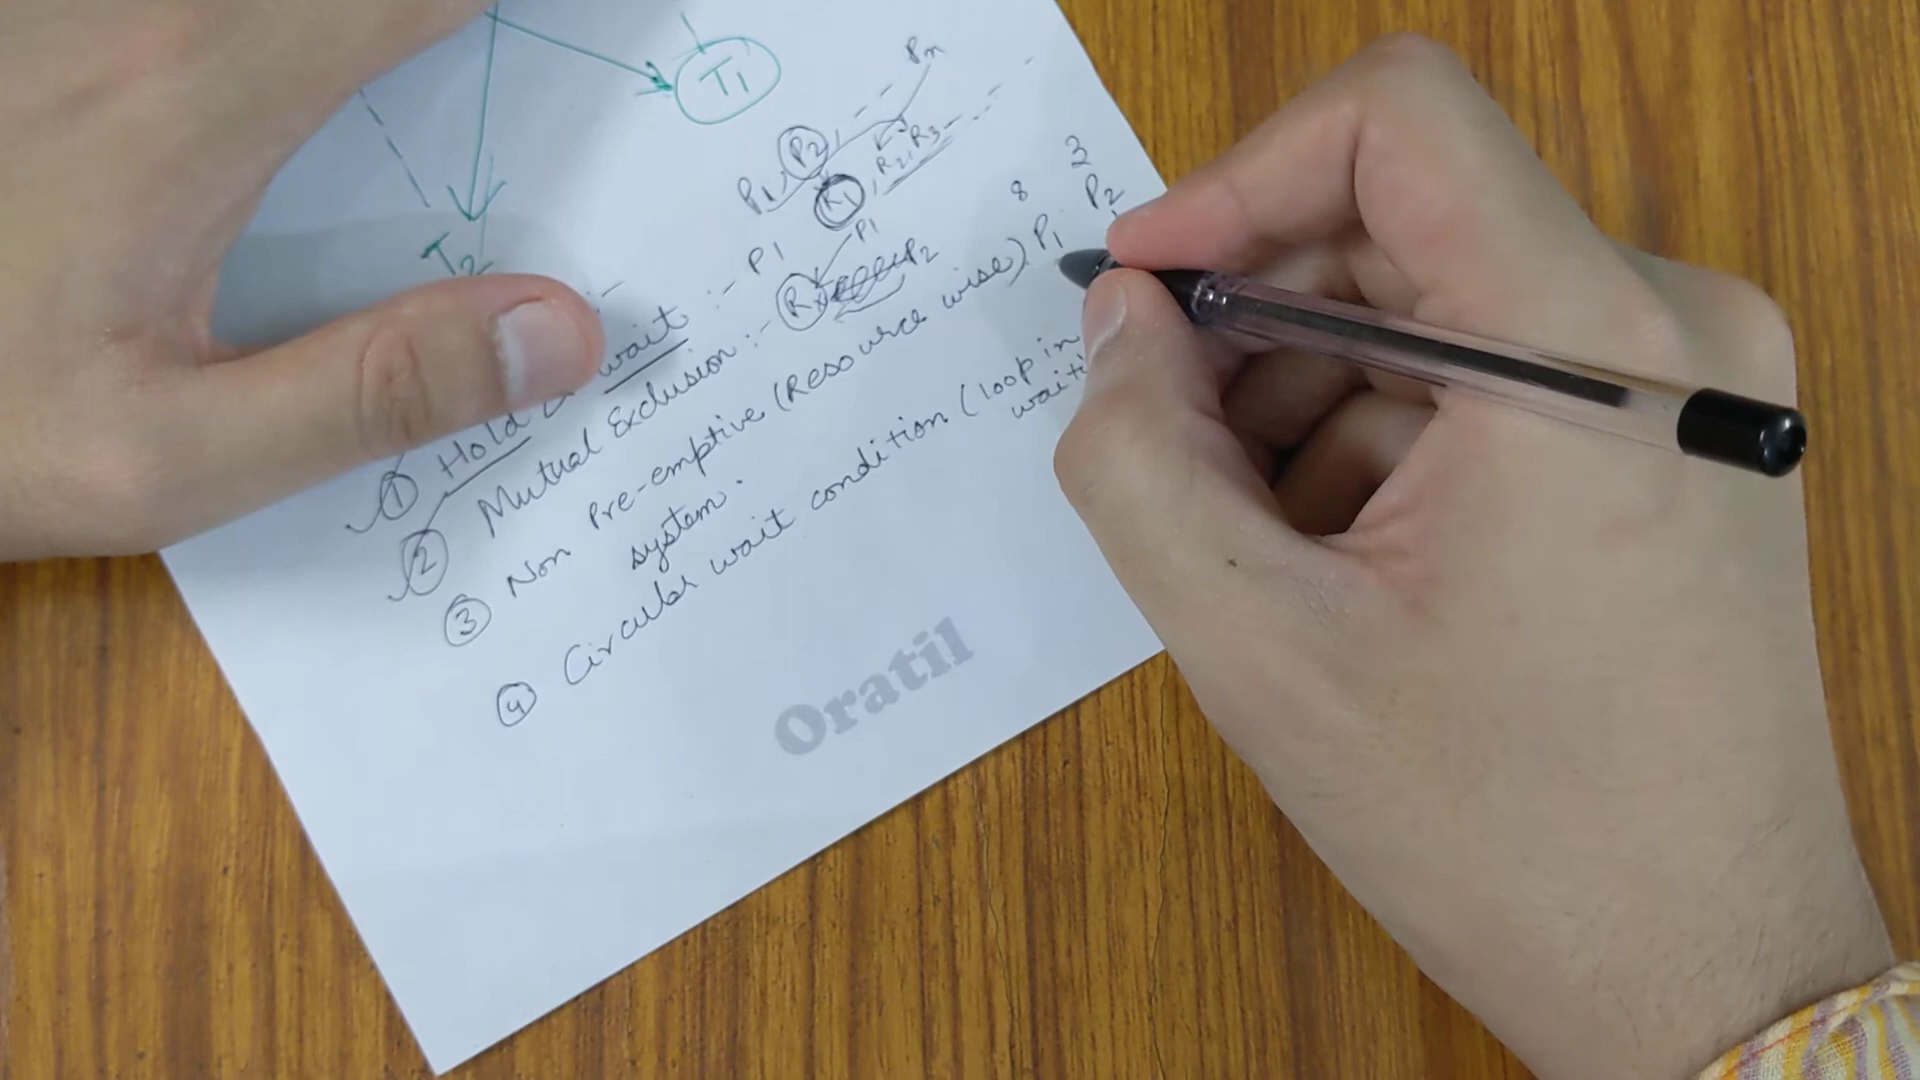 T1
T2
Pn
P1 P2
R1, R2, R3
3
8 P2
P1
① Hold & wait :- P1
P1
② Mutual Exclusion :- R P2
③ Non Pre-emptive (Resource wise)
system.
④ Circular wait condition (loop in
waiti
Oratil